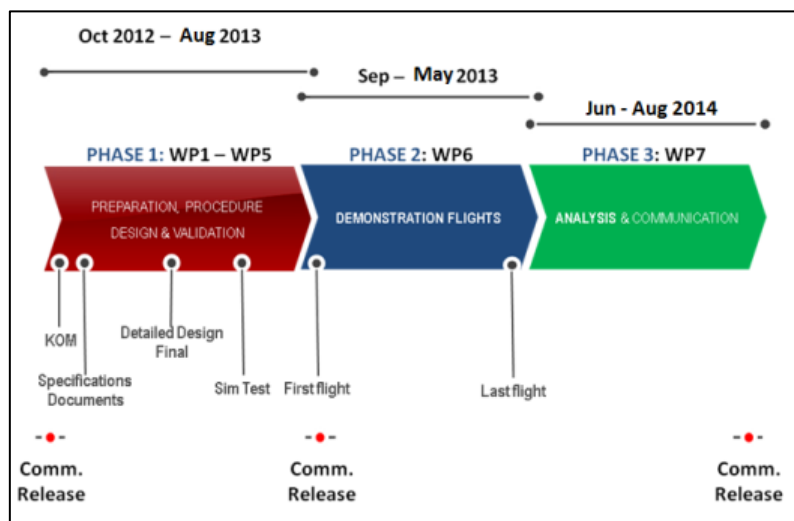 Oct 2012 – Aug 2013
Sep – May 2013
Jun - Aug 2014
PHASE 1: WP1 – WP5
PHASE 2: WP6
PHASE 3: WP7
PREPARATION, PROCEDURE
DESIGN & VALIDATION
DEMONSTRATION FLIGHTS
ANALYSIS & COMMUNICATION
KOM
Specifications
Documents
Detailed Design
Final
Sim Test
First flight
Last flight
Comm.
Release
Comm.
Release
Comm.
Release